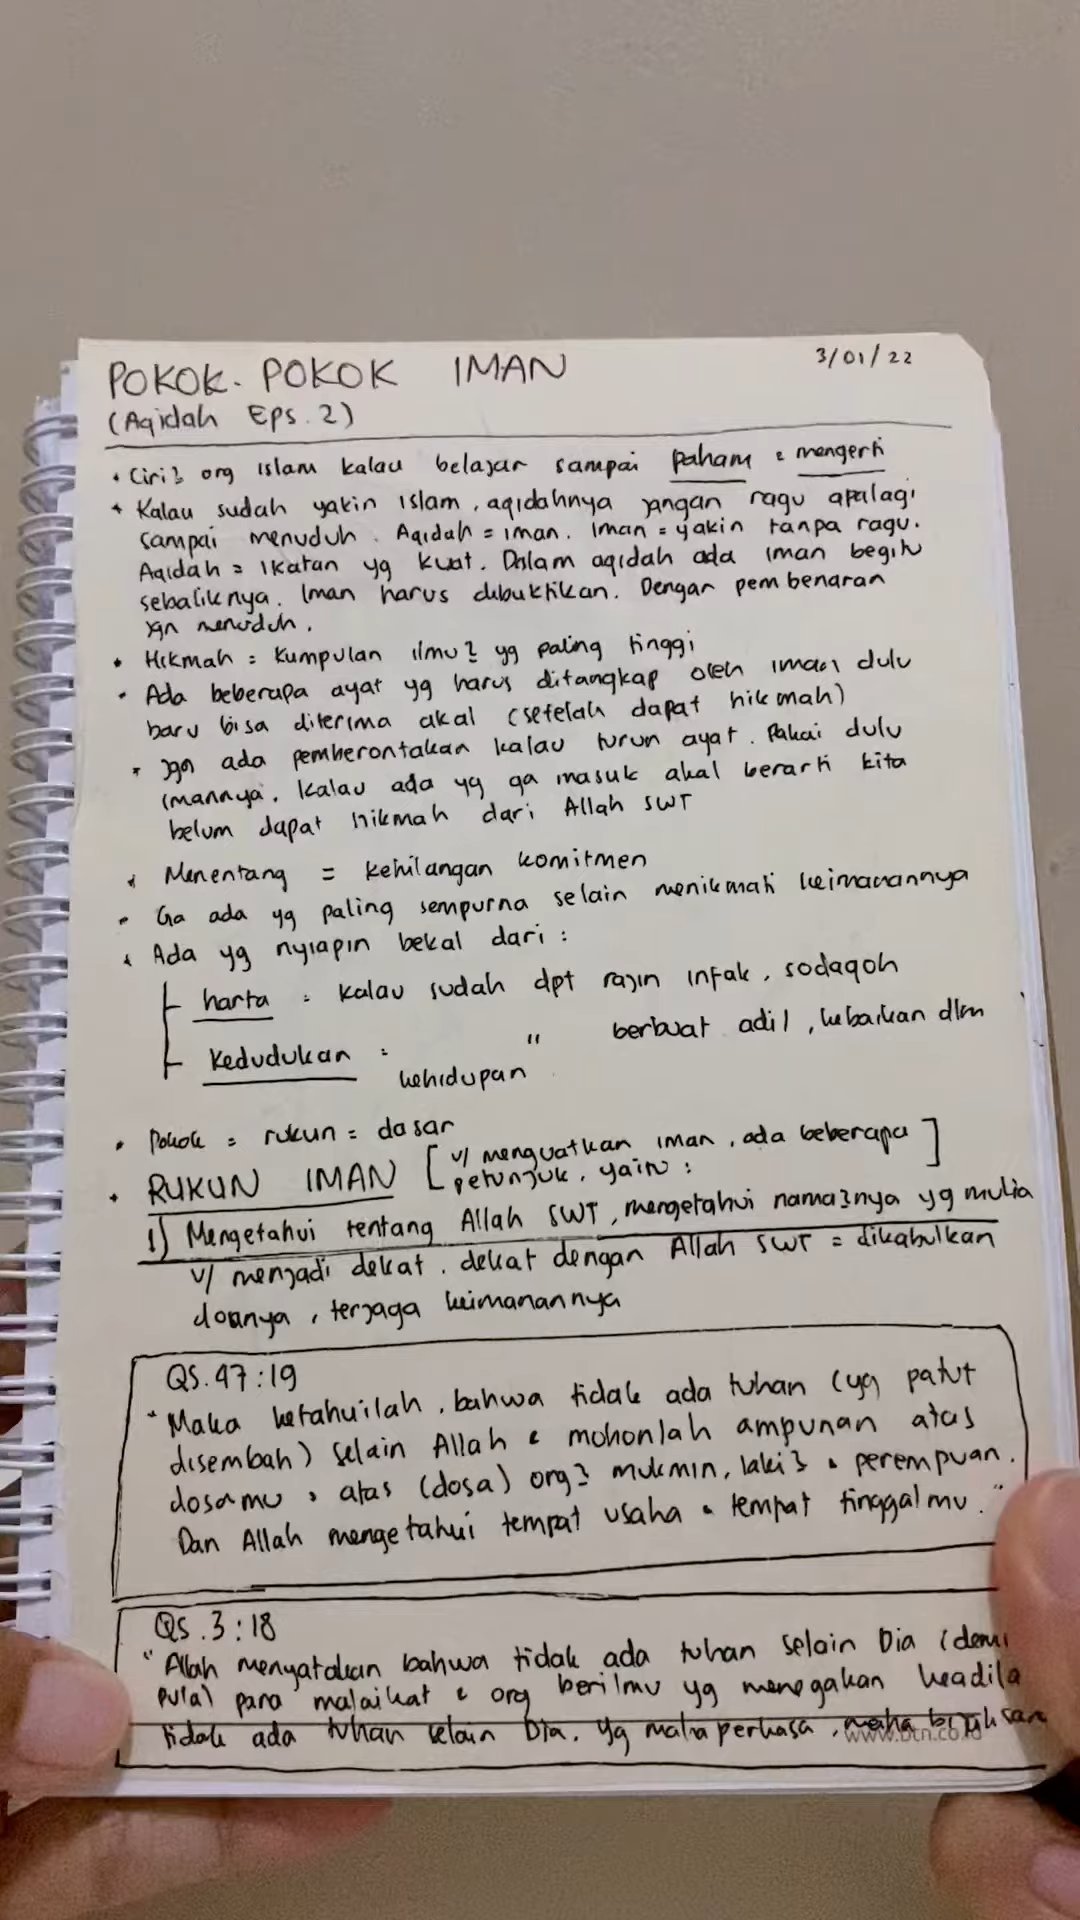 POKOK-POKOK IMAN
3/01/22
(Aqidah Eps. 2)
• Ciri2 org islam kalau belajar sampai paham & mengerti
• Kalau sudah yakin islam, aqidahnya jangan ragu apalagi
sampai menuduh. Aqidah = iman. Iman = yakin tanpa ragu.
Aqidah = ikatan yg kuat. Dalam aqidah ada iman begitu
sebaliknya. Iman harus dibuktikan. Dengan pembenaran
jgn menuduh.
• Hikmah = kumpulan ilmu2 yg paling tinggi
• Ada beberapa ayat yg harus ditangkap oleh iman dulu
baru bisa diterima akal (setelah dapat hikmah)
• Jgn ada pemberontakan kalau turun ayat. Pakai dulu
imannya. Kalau ada yg ga masuk akal berarti kita
belum dapat hikmah dari Allah SWT
• Menentang = kehilangan komitmen
• Ga ada yg paling sempurna selain menikmati keimanannya
• Ada yg nyiapin bekal dari :
harta = kalau sudah dpt rajin infak, sodaqoh
kedudukan = " berbuat adil, kebaikan dlm
kehidupan
• Pokok = rukun = dasar
• RUKUN IMAN [u/ menguatkan iman, ada beberapa
petunjuk, yaitu :]
1) Mengetahui tentang Allah SWT, mengetahui nama2nya yg mulia
u/ menjadi dekat. dekat dengan Allah SWT = dikabulkan
doanya, terjaga keimanannya
QS. 47:19
"Maka ketahuilah, bahwa tidak ada tuhan (yg patut
disembah) selain Allah & mohonlah ampunan atas
dosamu & atas (dosa) org2 mukmin, laki2 & perempuan.
Dan Allah mengetahui tempat usaha & tempat tinggalmu."
QS. 3:18
"Allah menyatakan bahwa tidak ada tuhan selain Dia (demi
pula) para malaikat & org berilmu yg menegakan keadila
tidak ada tuhan selain Dia, yg maha perkasa, maha bijaksan
www.btn.co.id